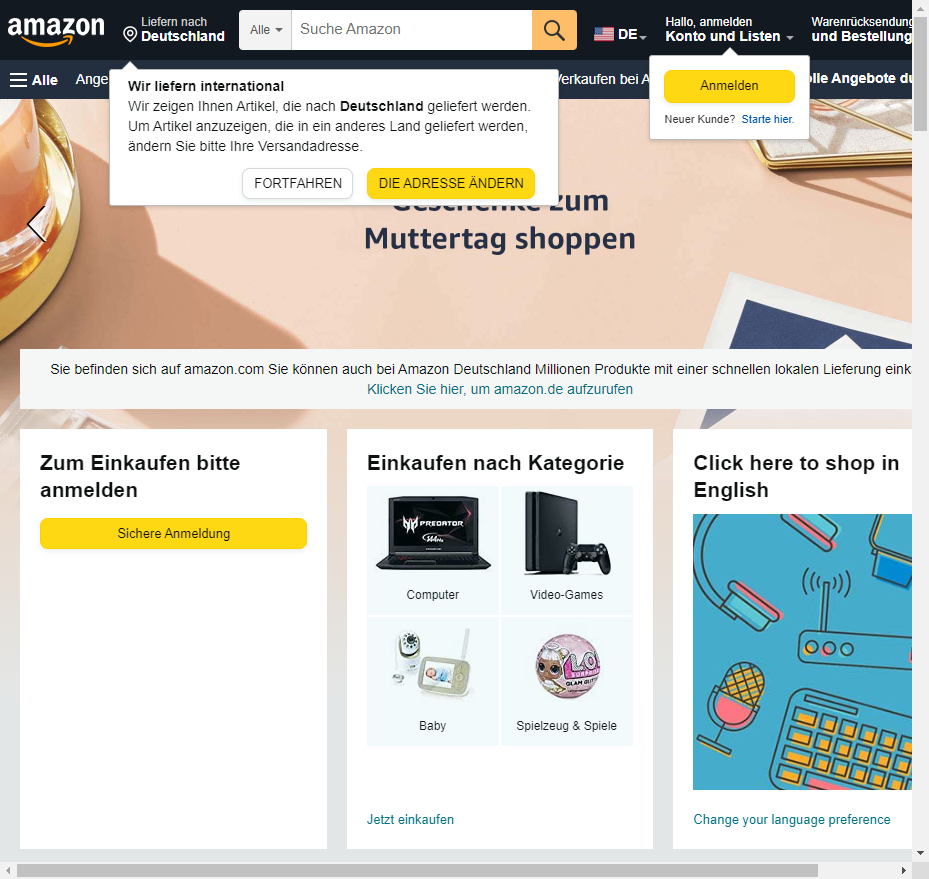 amazon
Liefern nach
Deutschland
Alle
Suche Amazon
DE
Hallo, anmelden
Konto und Listen
Warenrücksendung
und Bestellung
Alle
Ange
Verkaufen bei A
lle Angebote du
Wir liefern international
Wir zeigen Ihnen Artikel, die nach Deutschland geliefert werden.
Um Artikel anzuzeigen, die in ein anderes Land geliefert werden,
ändern Sie bitte Ihre Versandadresse.
FORTFAHREN
DIE ADRESSE ÄNDERN
Anmelden
Neuer Kunde? Starte hier.
Geschenke zum
Muttertag shoppen
Sie befinden sich auf amazon.com Sie können auch bei Amazon Deutschland Millionen Produkte mit einer schnellen lokalen Lieferung eink
Klicken Sie hier, um amazon.de aufzurufen
Zum Einkaufen bitte
anmelden
Sichere Anmeldung
Einkaufen nach Kategorie
PREDATOR
Computer
Video-Games
Baby
Spielzeug & Spiele
Jetzt einkaufen
Click here to shop in
English
Change your language preference